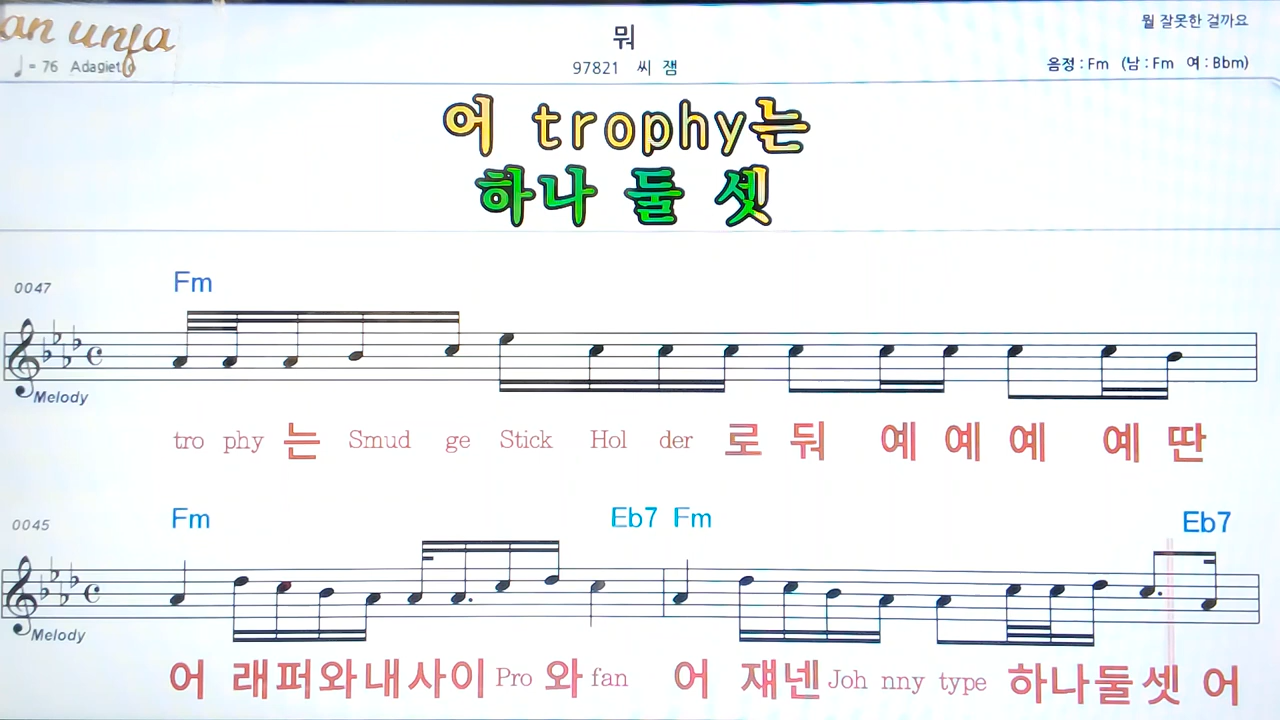 an unfa
뭐
뭘 잘못한 걸까요
♩= 76 Adagietto
97821 씨 잼
음정 : Fm (남 : Fm 여 : Bbm)
어 trophy는
하나 둘 셋
0047
Fm
Melody
tro phy 는 Smud ge Stick Hol der 로 둬 예 예 예 예 딴
0045
Fm Eb7 Fm Eb7
Melody
어 래퍼와내사이 Pro 와 fan 어 쟤넨 Joh nny type 하나둘셋 어